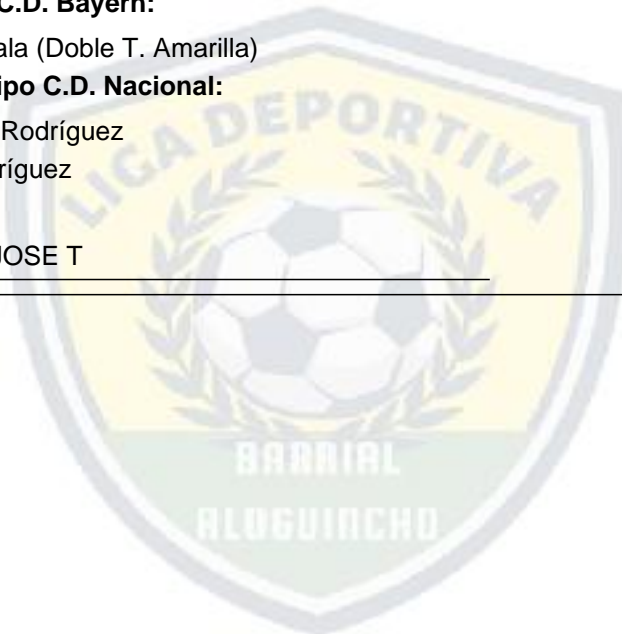 C.D. Bayern:
ala (Doble T. Amarilla)
ipo C.D. Nacional:
Rodríguez
ríguez
JOSE T
LIGA DEPORTIVA
BARRIAL
ALUGUINCHO